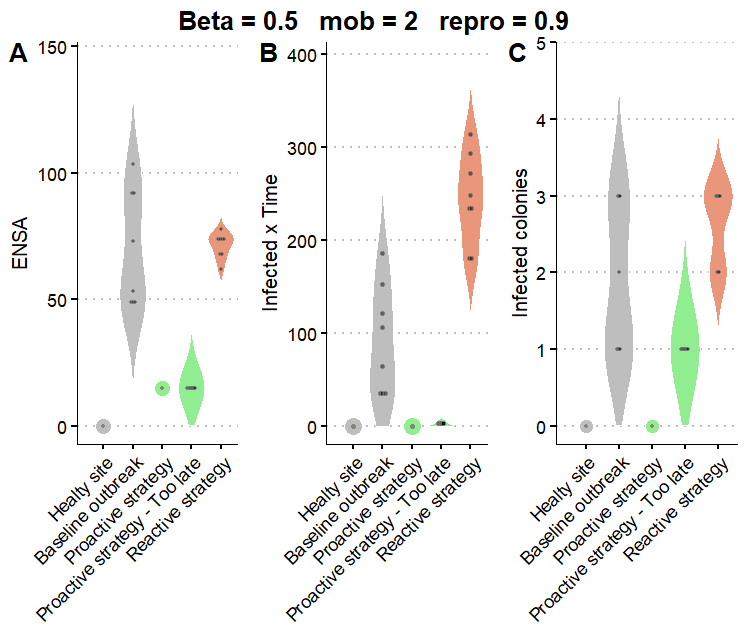 Beta = 0.5 mob = 2 repro = 0.9
A
ENSA
150
100
50
0
Healty site
Baseline outbreak
Proactive strategy
Proactive strategy - Too late
Reactive strategy
B
Infected x Time
400
300
200
100
0
Healty site
Baseline outbreak
Proactive strategy
Proactive strategy - Too late
Reactive strategy
C
Infected colonies
5
4
3
2
1
0
Healty site
Baseline outbreak
Proactive strategy
Proactive strategy - Too late
Reactive strategy